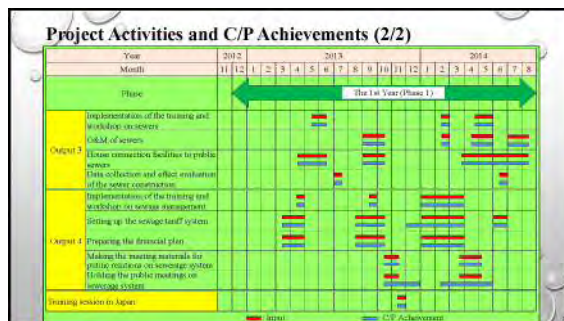 Project Activities and C/P Achievements (2/2)
Year 2012 2013 2014
Month 11 12 1 2 3 4 5 6 7 8 9 10 11 12 1 2 3 4 5 6 7 8
Phase The 1st Year (Phase 1)
Output 3
Implementation of the training and
workshop on sewers
O&M of sewers
House connection facilities to public
sewers
Data collection and effect evaluation
of the sewer construction
Output 4
Implementation of the training and
workshop on sewage management
Setting up the sewage tariff system
Preparing the financial plan
Making the meeting materials for
public relations on sewerage system
Holding the public meetings on
sewerage system
Training session in Japan
Input C/P Achievement